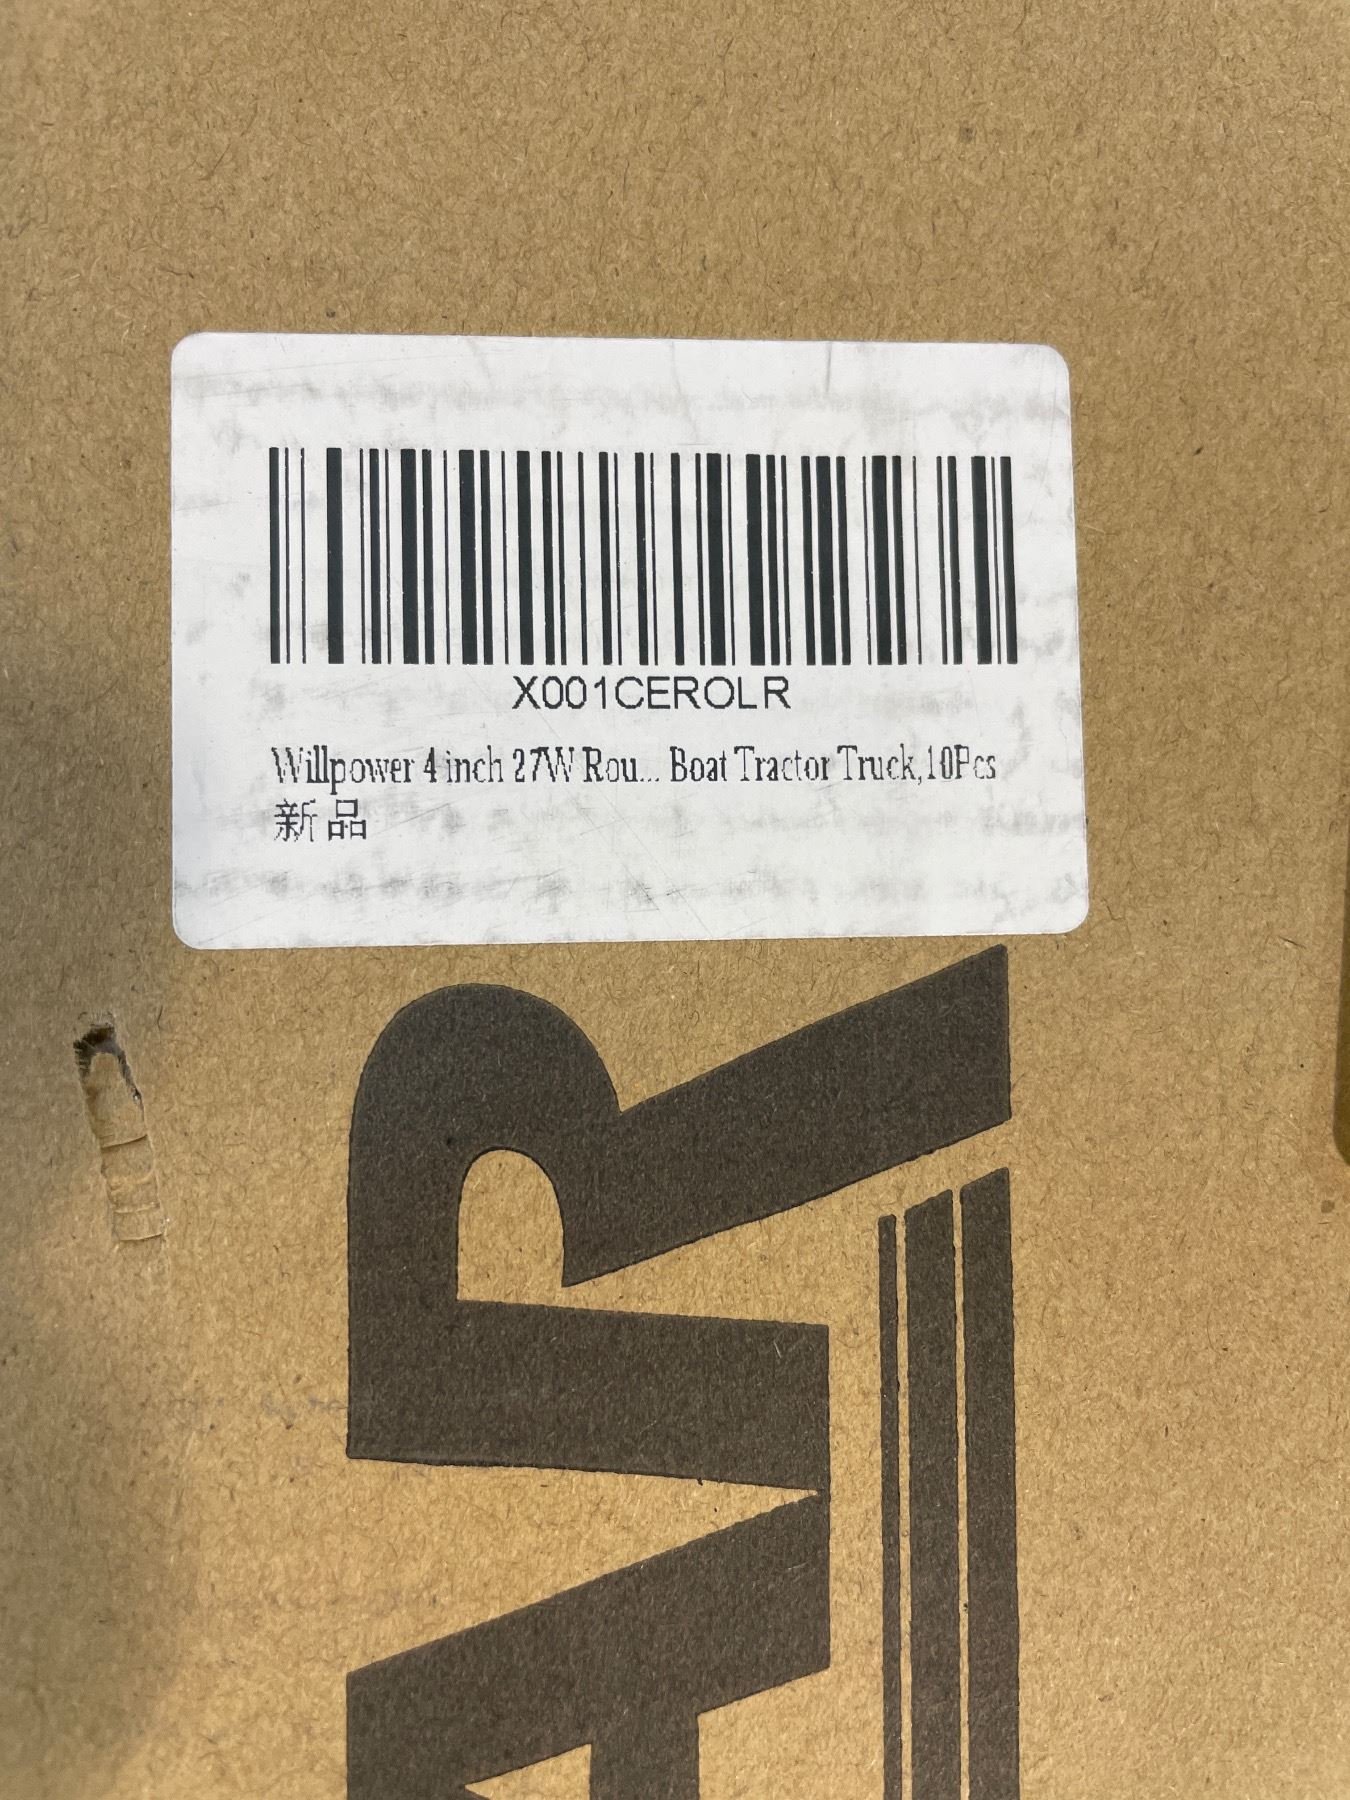 X001CEROLR
Willpower 4 inch 27W Rou... Boat Tractor Truck,10Pcs
新品